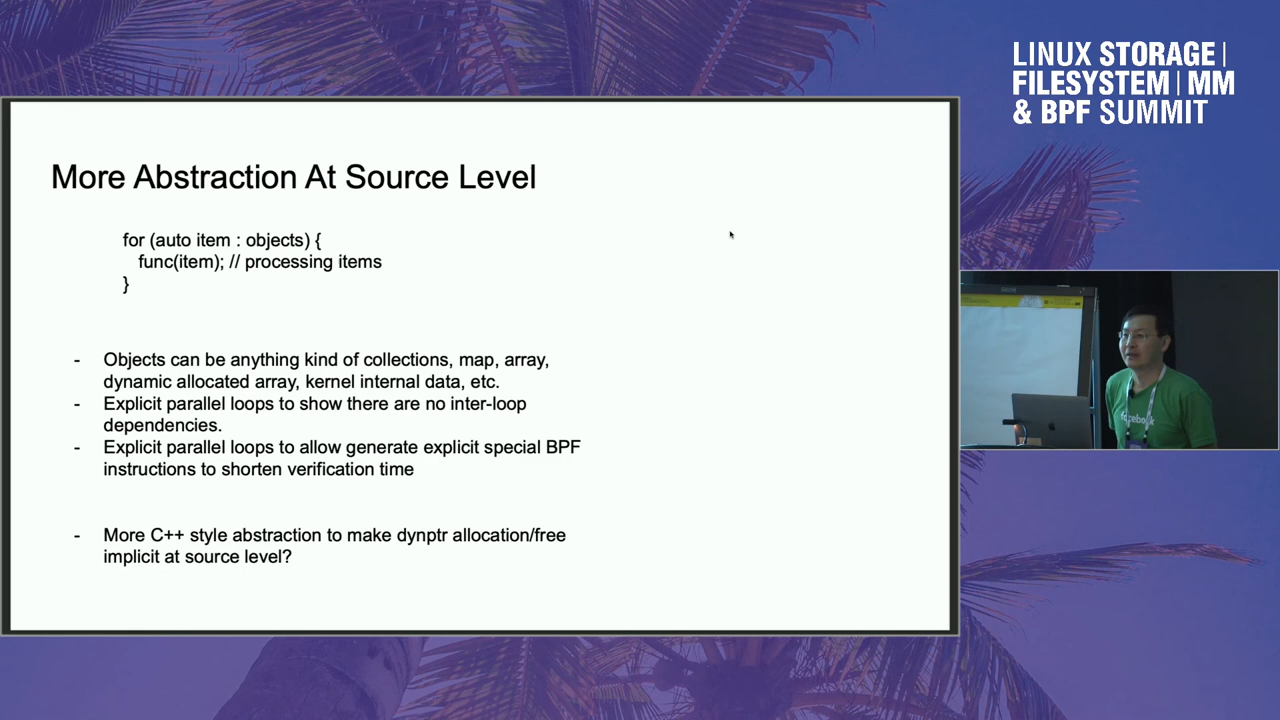 LINUX STORAGE |
FILESYSTEM | MM
& BPF SUMMIT
More Abstraction At Source Level
for (auto item : objects) {
func(item); // processing items
}
- Objects can be anything kind of collections, map, array,
dynamic allocated array, kernel internal data, etc.
- Explicit parallel loops to show there are no inter-loop
dependencies.
- Explicit parallel loops to allow generate explicit special BPF
instructions to shorten verification time
- More C++ style abstraction to make dynptr allocation/free
implicit at source level?
facebook